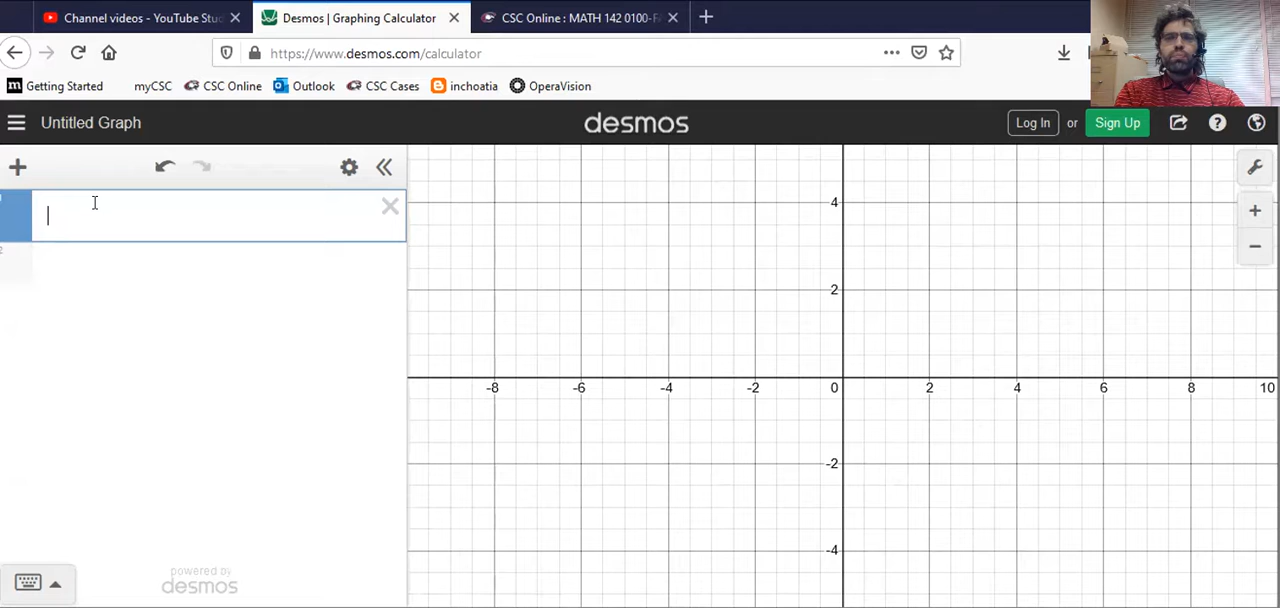 Channel videos - YouTube Stu
Desmos | Graphing Calculator
CSC Online : MATH 142 0100-F
https://www.desmos.com/calculator
Getting Started
myCSC
CSC Online
Outlook
CSC Cases
inchoatia
OperaVision
Untitled Graph
desmos
Log In
or
Sign Up
2
4
2
-8
-6
-4
-2
0
2
4
6
8
10
-2
-4
powered by
desmos